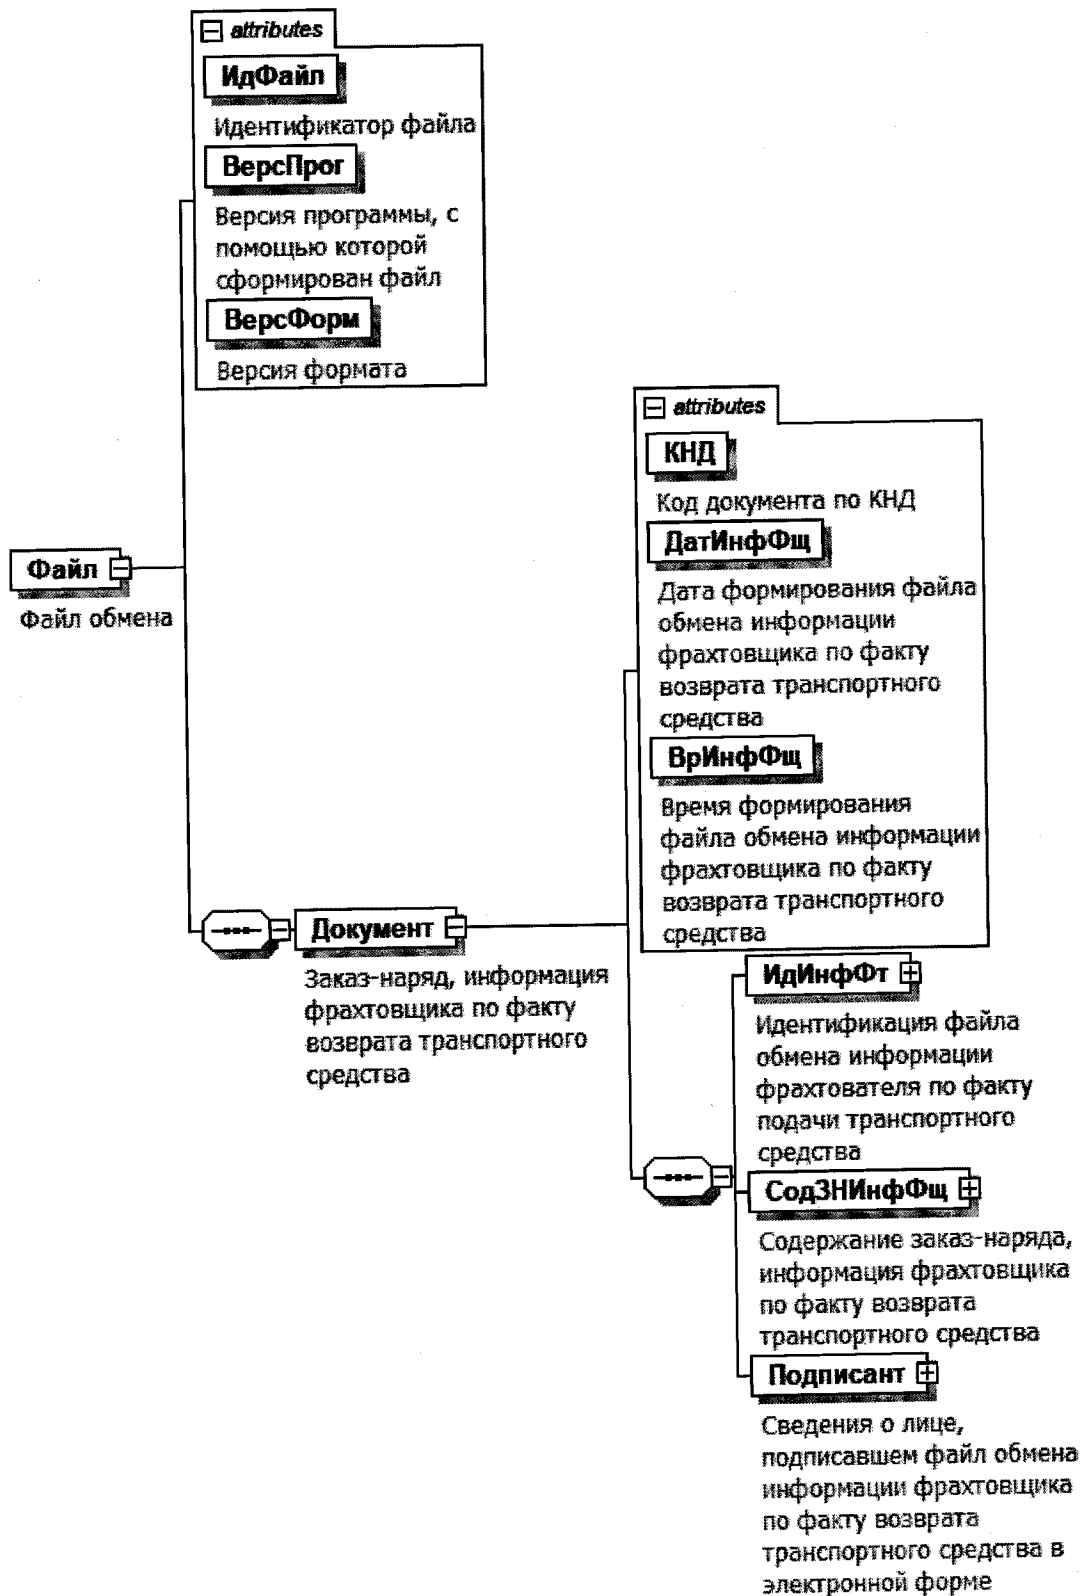 attributes
ИдФайл
Идентификатор файла
ВерсПрог
Версия программы, с
помощью которой
сформирован файл
ВерсФорм
Версия формата
Файл
Файл обмена
attributes
КНД
Код документа по КНД
ДатИнфФщ
Дата формирования файла
обмена информации
фрахтовщика по факту
возврата транспортного
средства
ВрИнфФщ
Время формирования
файла обмена информации
фрахтовщика по факту
возврата транспортного
средства
Документ
Заказ-наряд, информация
фрахтовщика по факту
возврата транспортного
средства
ИдИнфФт
Идентификация файла
обмена информации
фрахтователя по факту
подачи транспортного
средства
СодЗНИнфФщ
Содержание заказ-наряда,
информация фрахтовщика
по факту возврата
транспортного средства
Подписант
Сведения о лице,
подписавшем файл обмена
информации фрахтовщика
по факту возврата
транспортного средства в
электронной форме